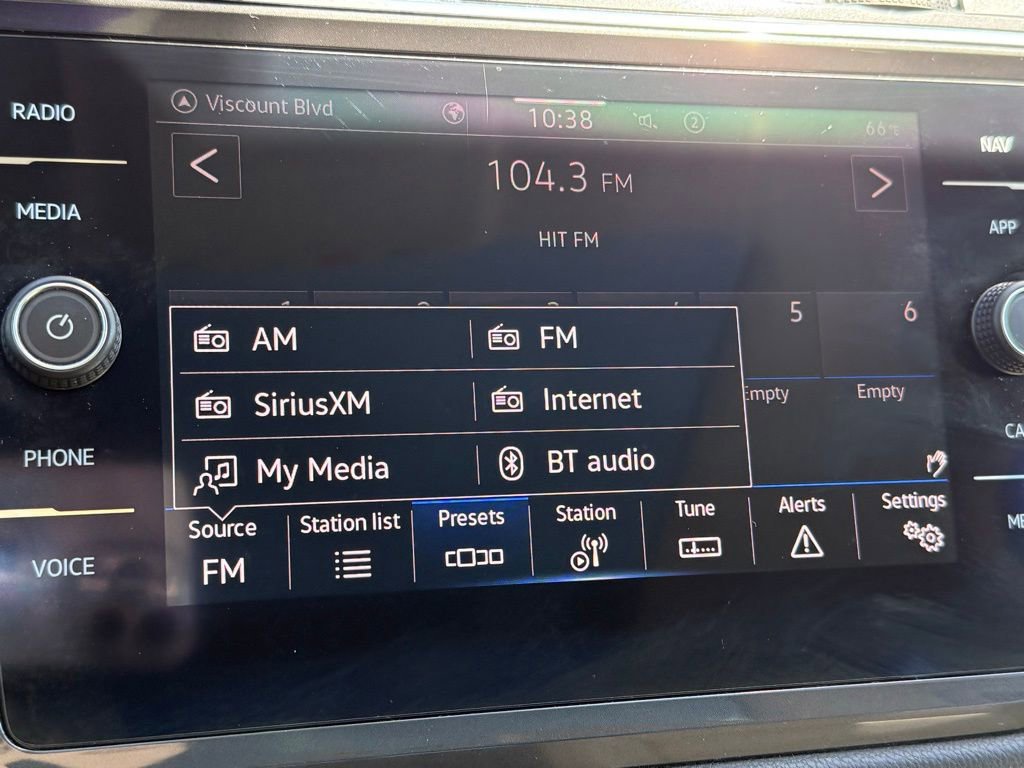 RADIO
MEDIA
PHONE
VOICE
Viscount Blvd
10:38
2
66°F
104.3 FM
HIT FM
5
6
Empty
Empty
AM
FM
SiriusXM
Internet
My Media
BT audio
Source
FM
Station list
Presets
Station
Tune
Alerts
Settings
NAV
APP